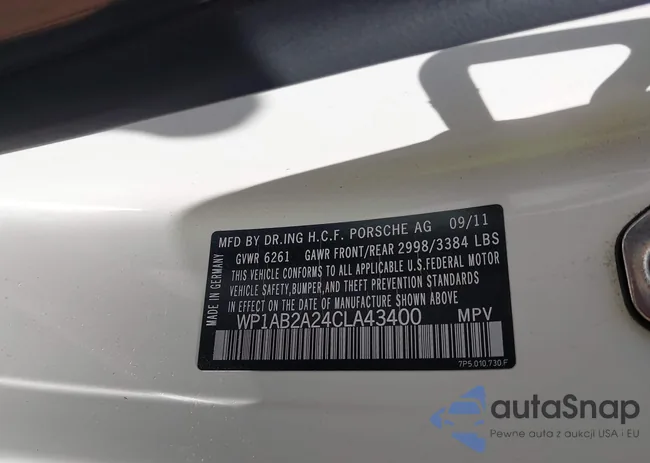 MFD BY DR.ING H.C.F. PORSCHE AG 09/11
GVWR 6261 GAWR FRONT/REAR 2998/3384 LBS
THIS VEHICLE CONFORMS TO ALL APPLICABLE U.S.FEDERAL MOTOR
VEHICLE SAFETY,BUMPER,AND THEFT PREVENTION STANDARDS
IN EFFECT ON THE DATE OF MANUFACTURE SHOWN ABOVE.
WP1AB2A24CLA43400 MPV
7P5.010.730.F
MADE IN GERMANY
autaSnap
Pewne auta z aukcji USA i EU